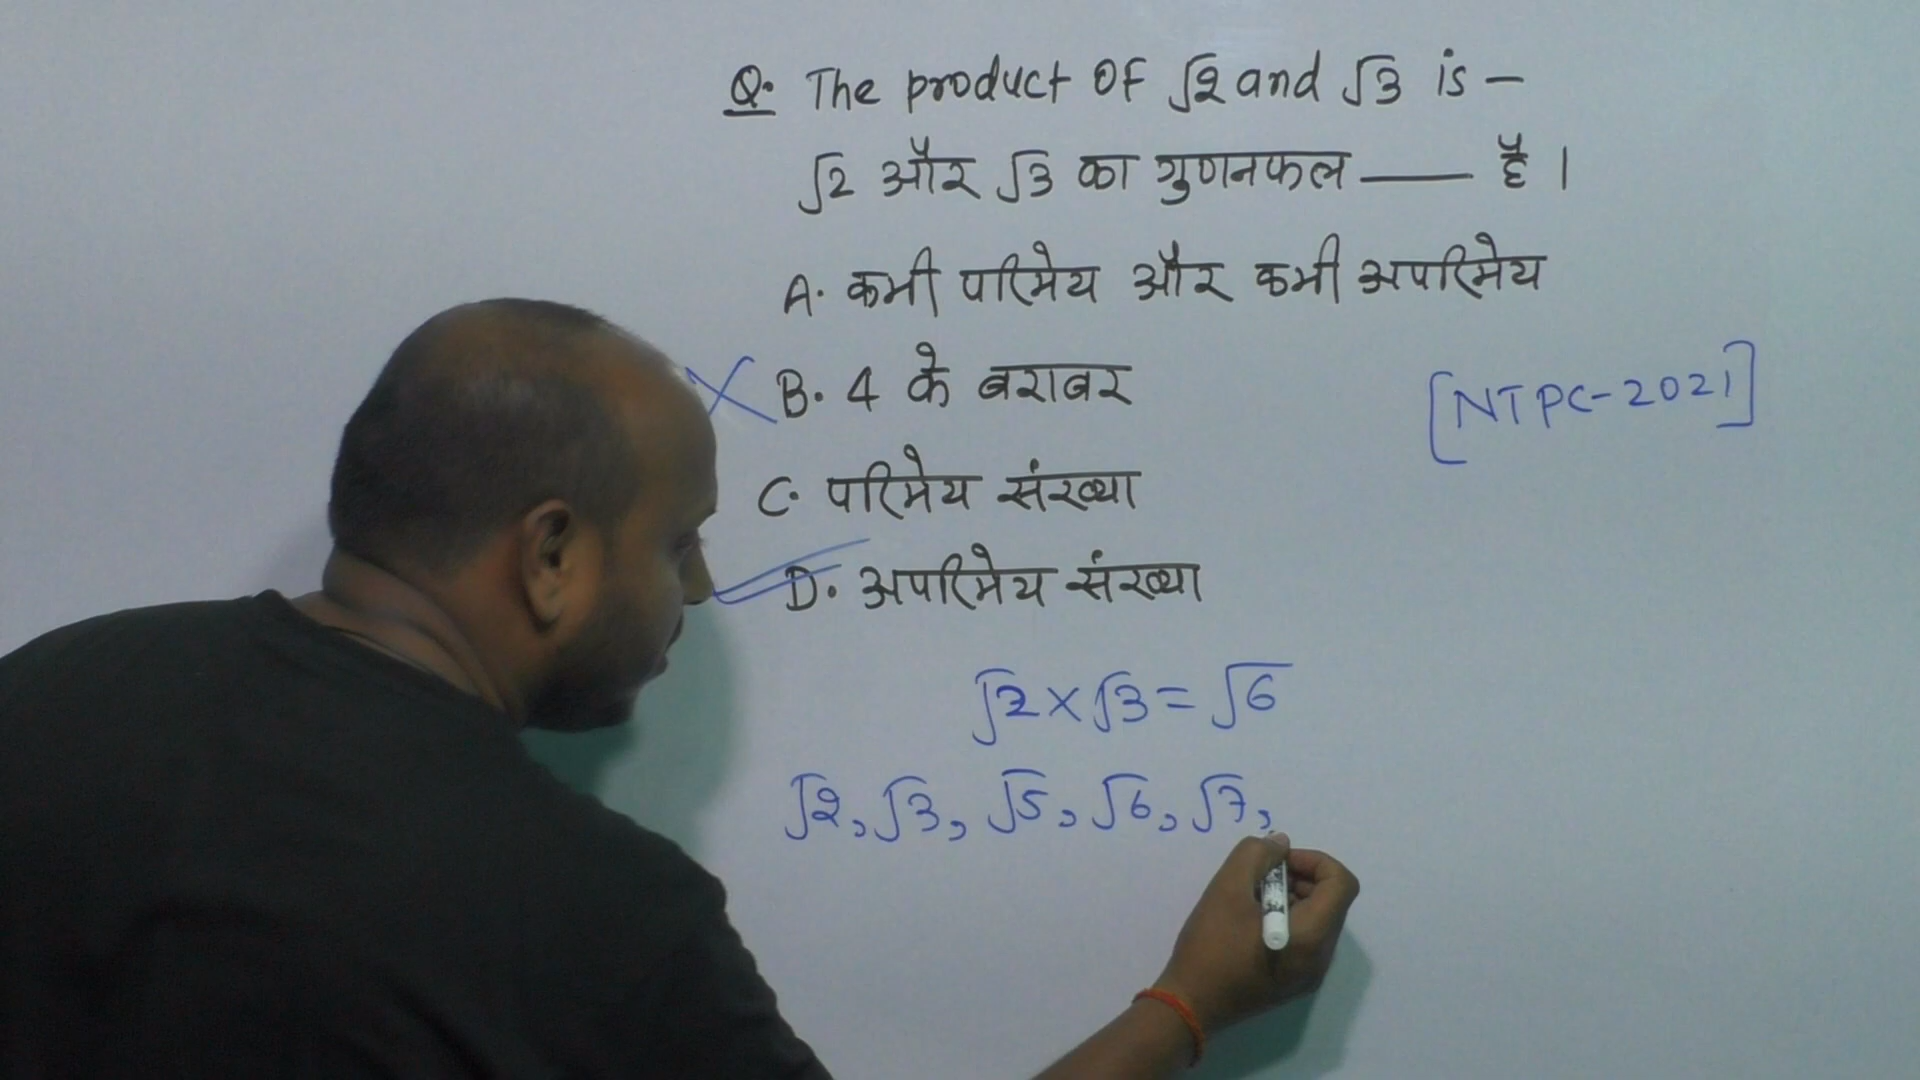 Q. The product of √2 and √3 is -
√2 और √3 का गुणनफल —— है ।
A. कभी परिमेय और कभी अपरिमेय
B. 4 के बराबर
[NTPC-2021]
C. परिमेय संख्या
D. अपरिमेय संख्या
√2 × √3 = √6
√2, √3, √5, √6, √7,